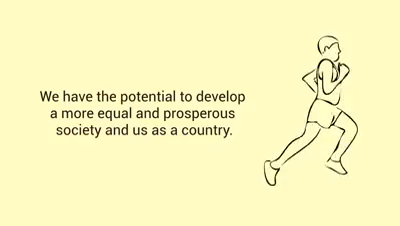 We have the potential to develop
a more equal and prosperous
society and us as a country.